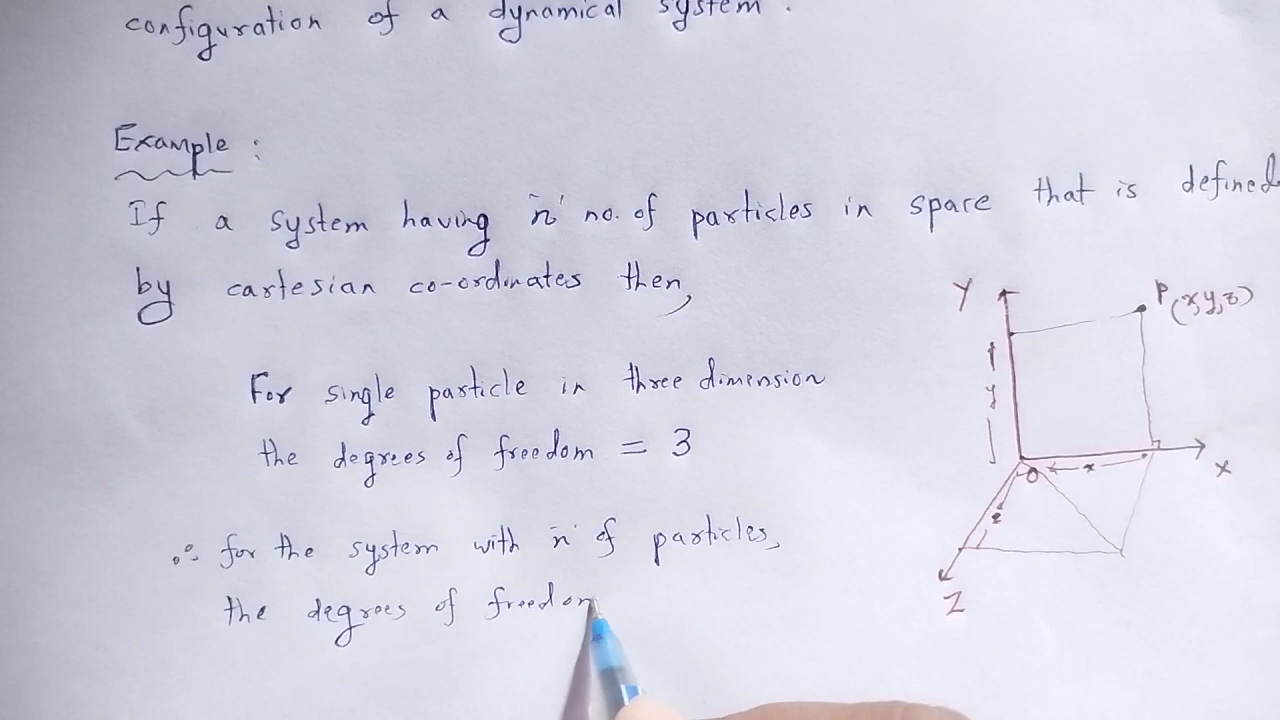 configuration of a dynamical system.
Example :
If a system having 'n' no. of particles in space that is defined
by cartesian co-ordinates then,
For single particle in three dimension
the degrees of freedom = 3
∴ for the system with 'n' of particles,
the degrees of freedom
Y
P(x,y,z)
y
O
x
X
z
Z